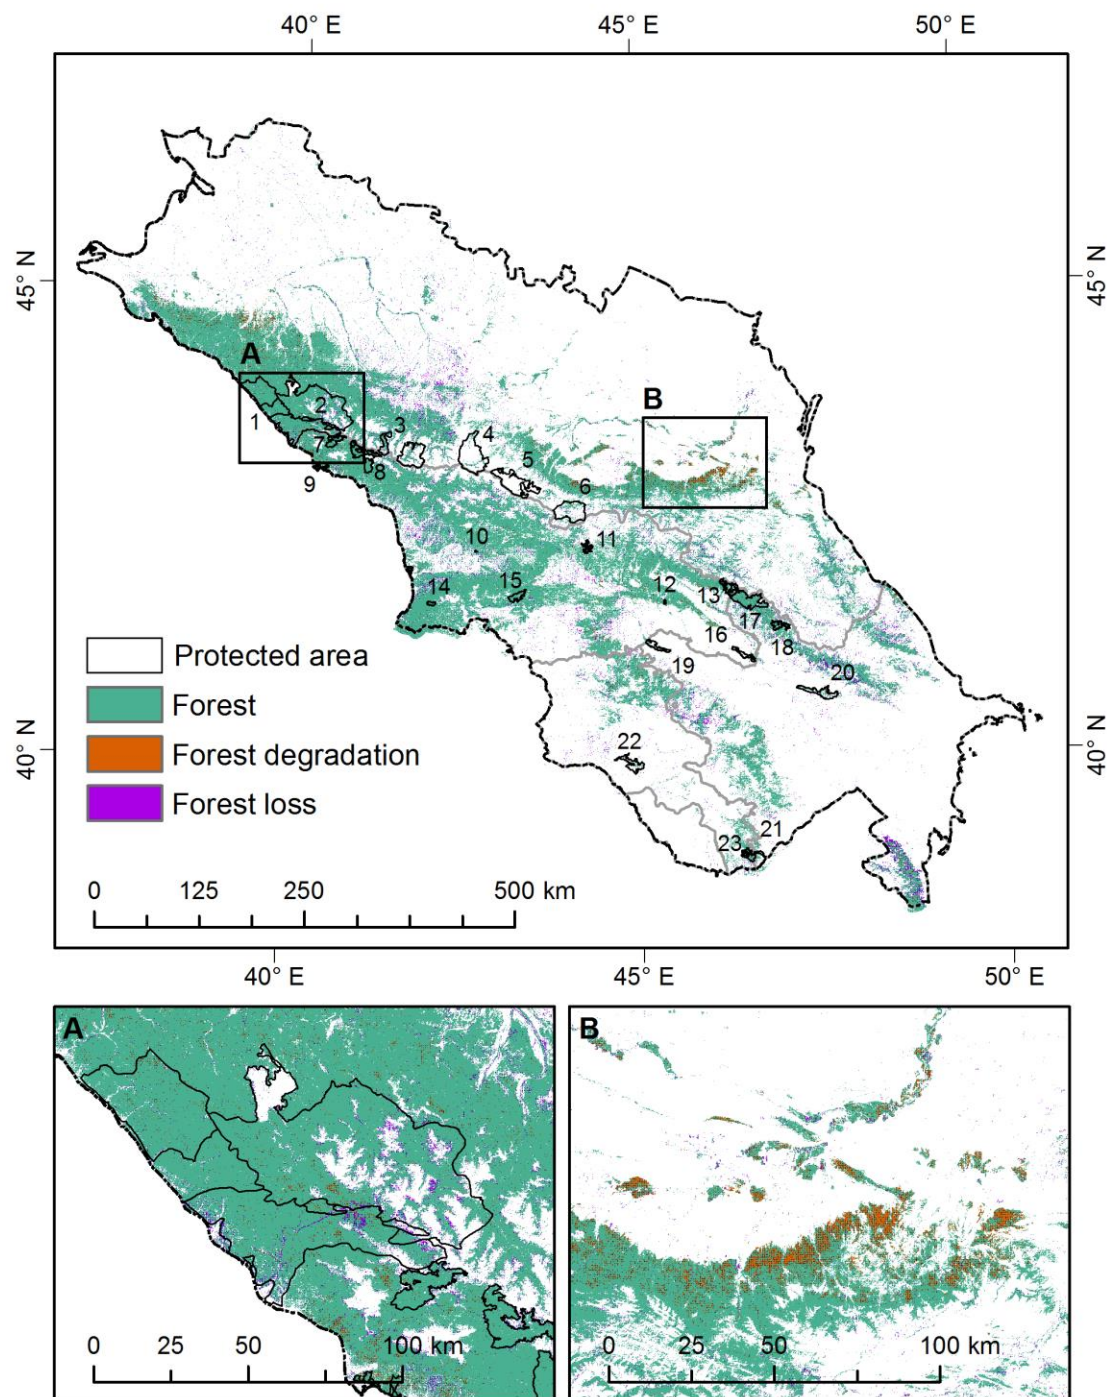 40° E 45° E 50° E
45° N 45° N
A
B
1 2 3 4 5 6 7 8 9
10 11 12 13 14 15 16 17 18 19 20
Protected area
Forest
Forest degradation
Forest loss
40° N 40° N
22
21
23
0 125 250 500 km
40° E 45° E 50° E
A B
0 25 50 100 km
0 25 50 100 km